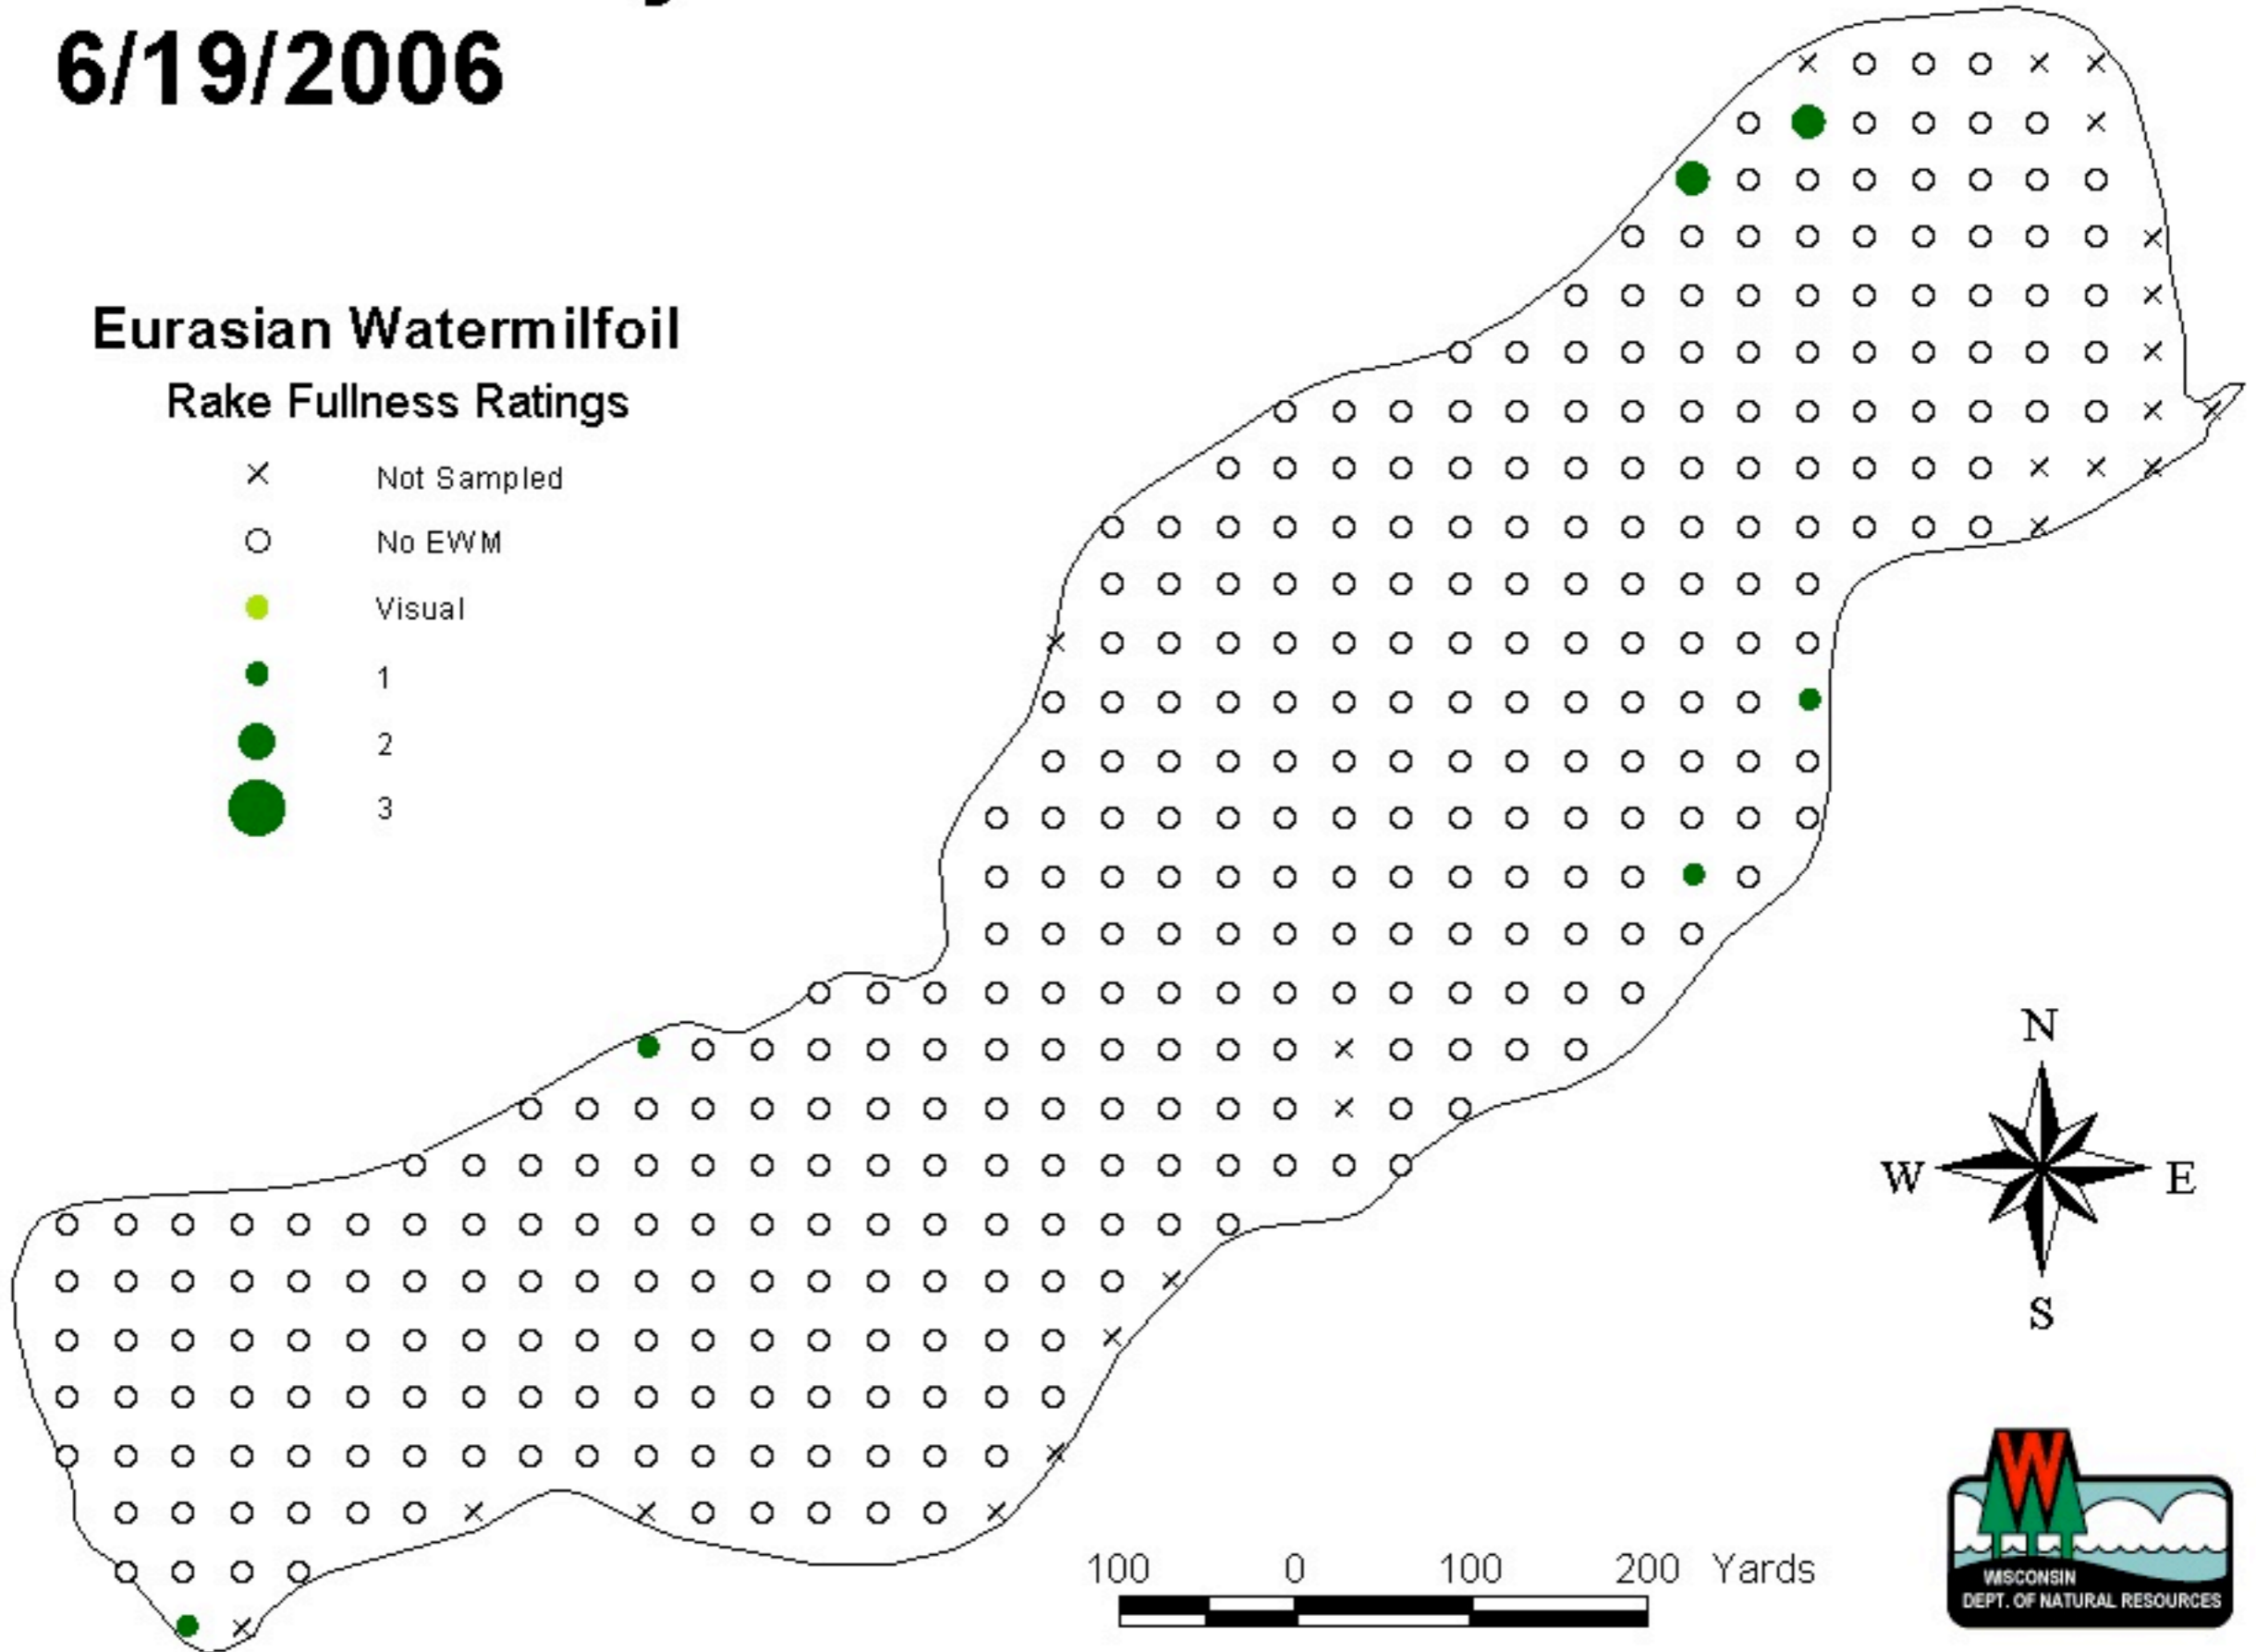 6/19/2006
Eurasian Watermilfoil
Rake Fullness Ratings
Not Sampled
No EWM
Visual
1
2
3
N
W E
S
100 0 100 200 Yards
W
WISCONSIN
DEPT. OF NATURAL RESOURCES